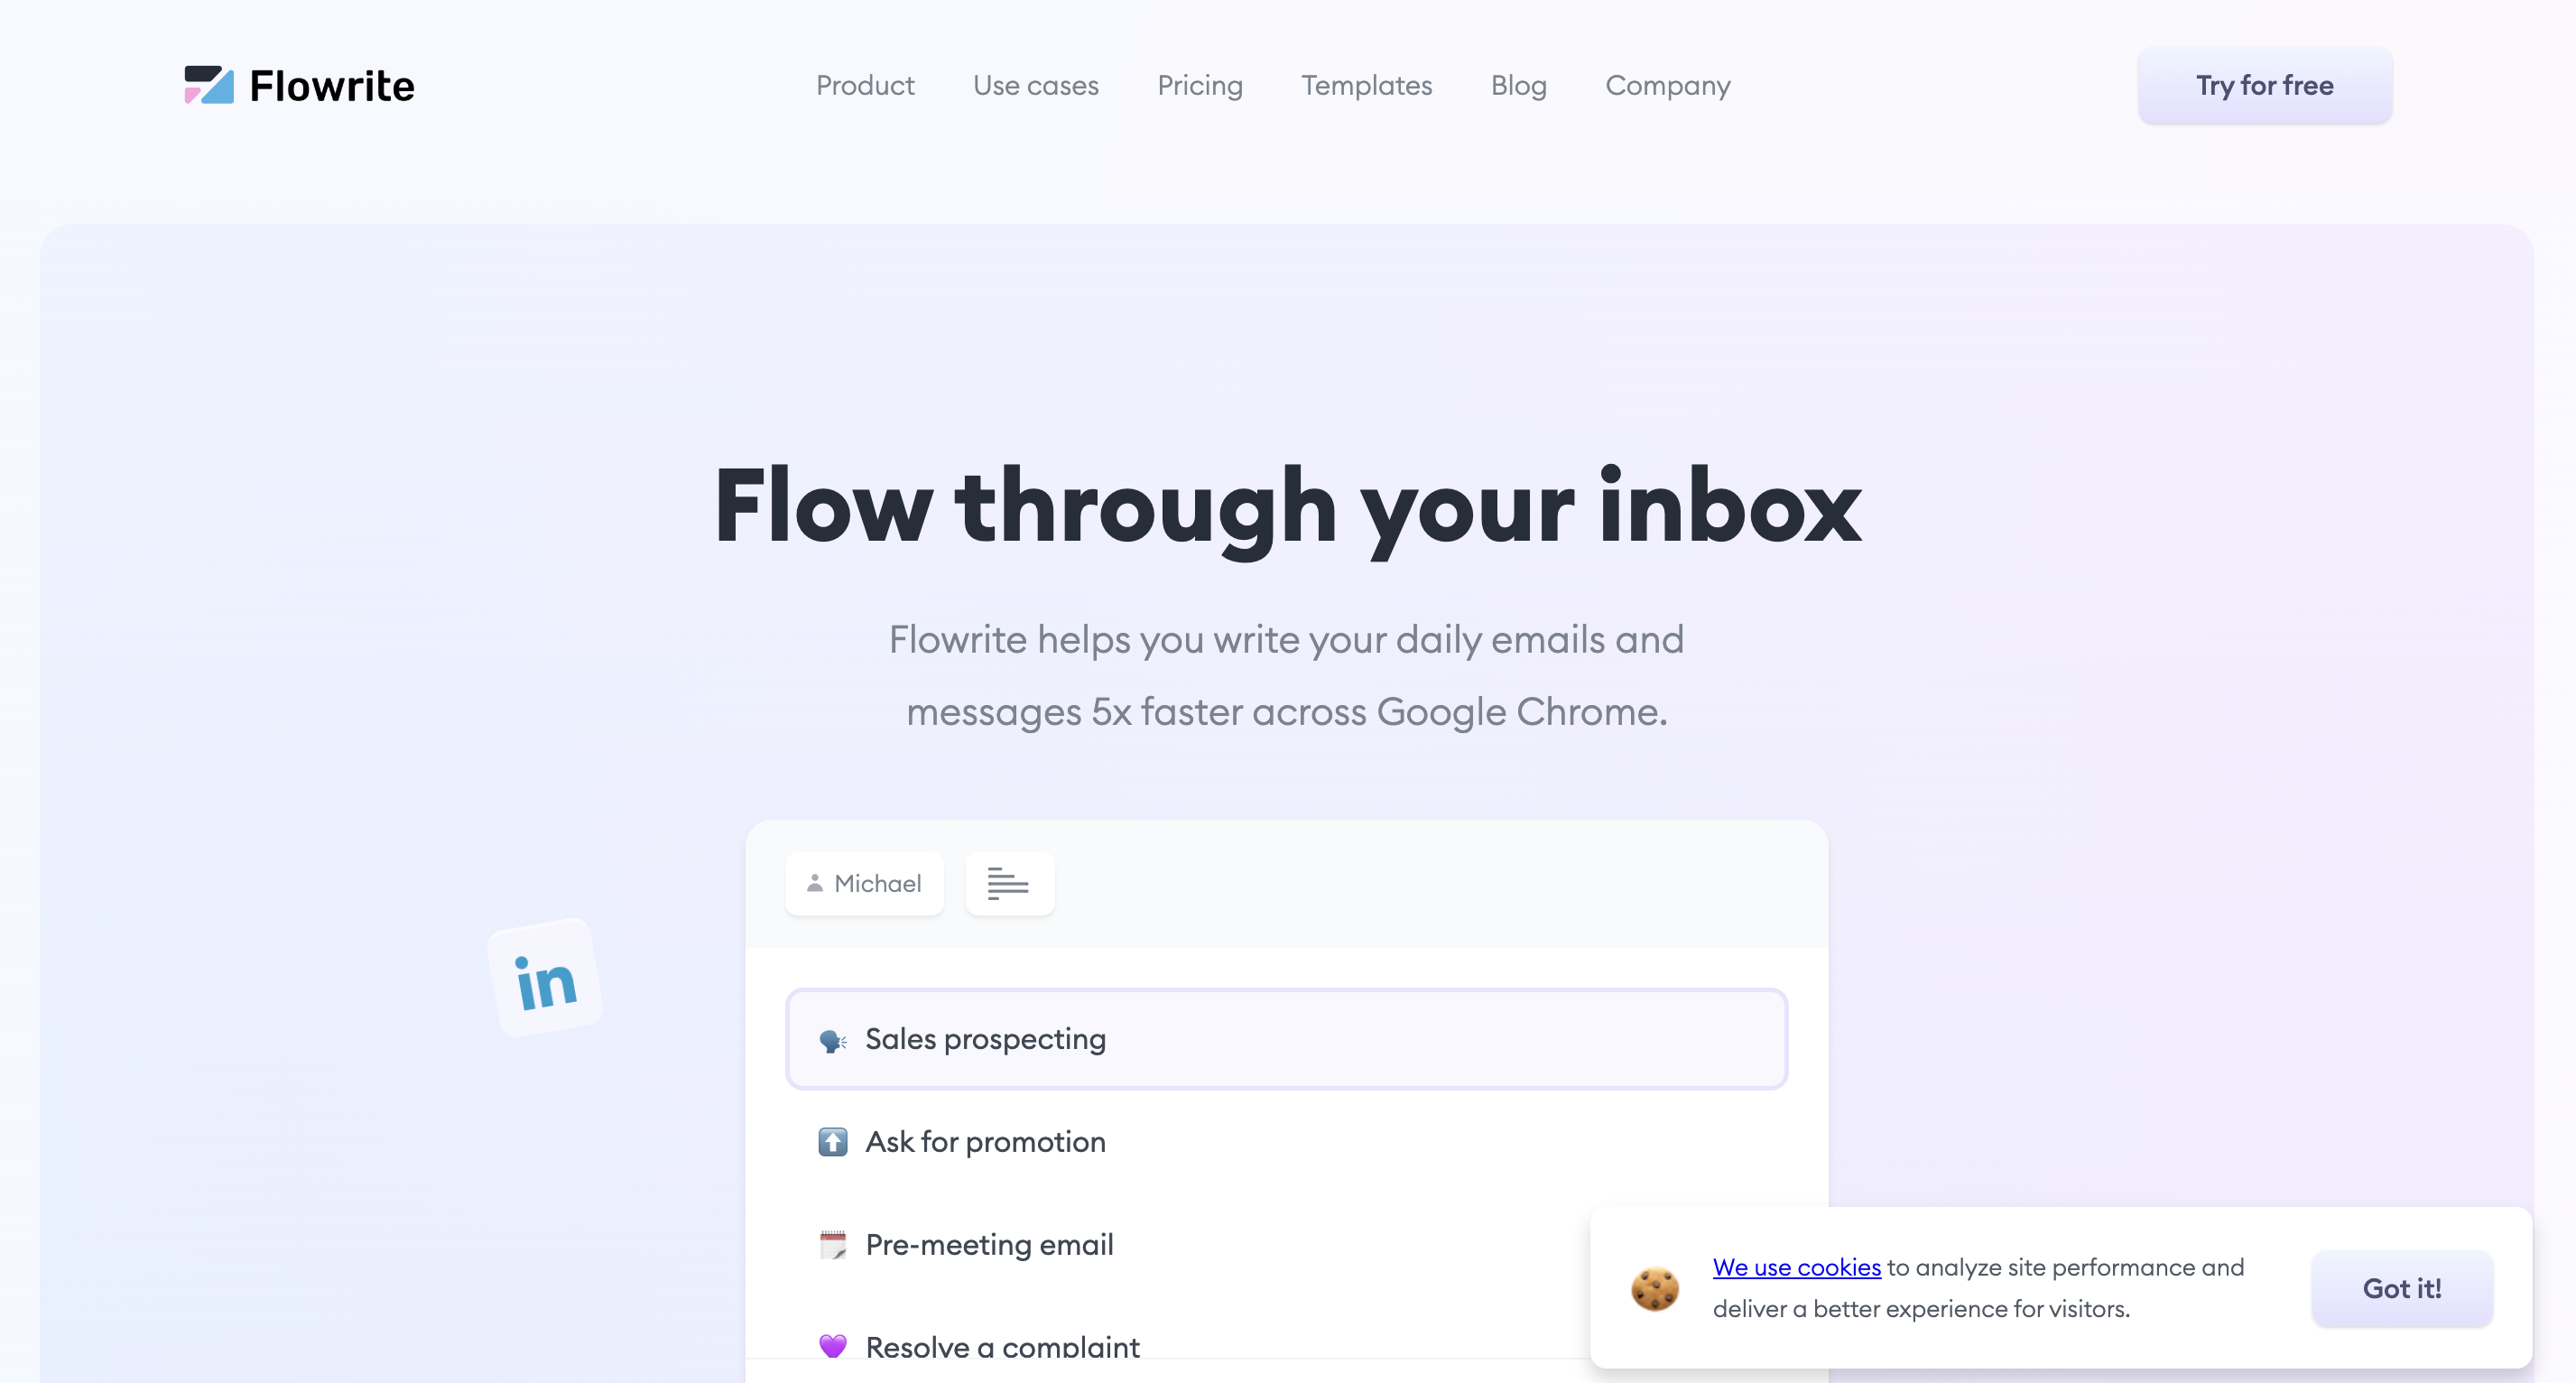 Flowrite
Product
Use cases
Pricing
Templates
Blog
Company
Try for free
Flow through your inbox
Flowrite helps you write your daily emails and
messages 5x faster across Google Chrome.
Michael
in
Sales prospecting
Ask for promotion
Pre-meeting email
Resolve a complaint
We use cookies to analyze site performance and
deliver a better experience for visitors.
Got it!